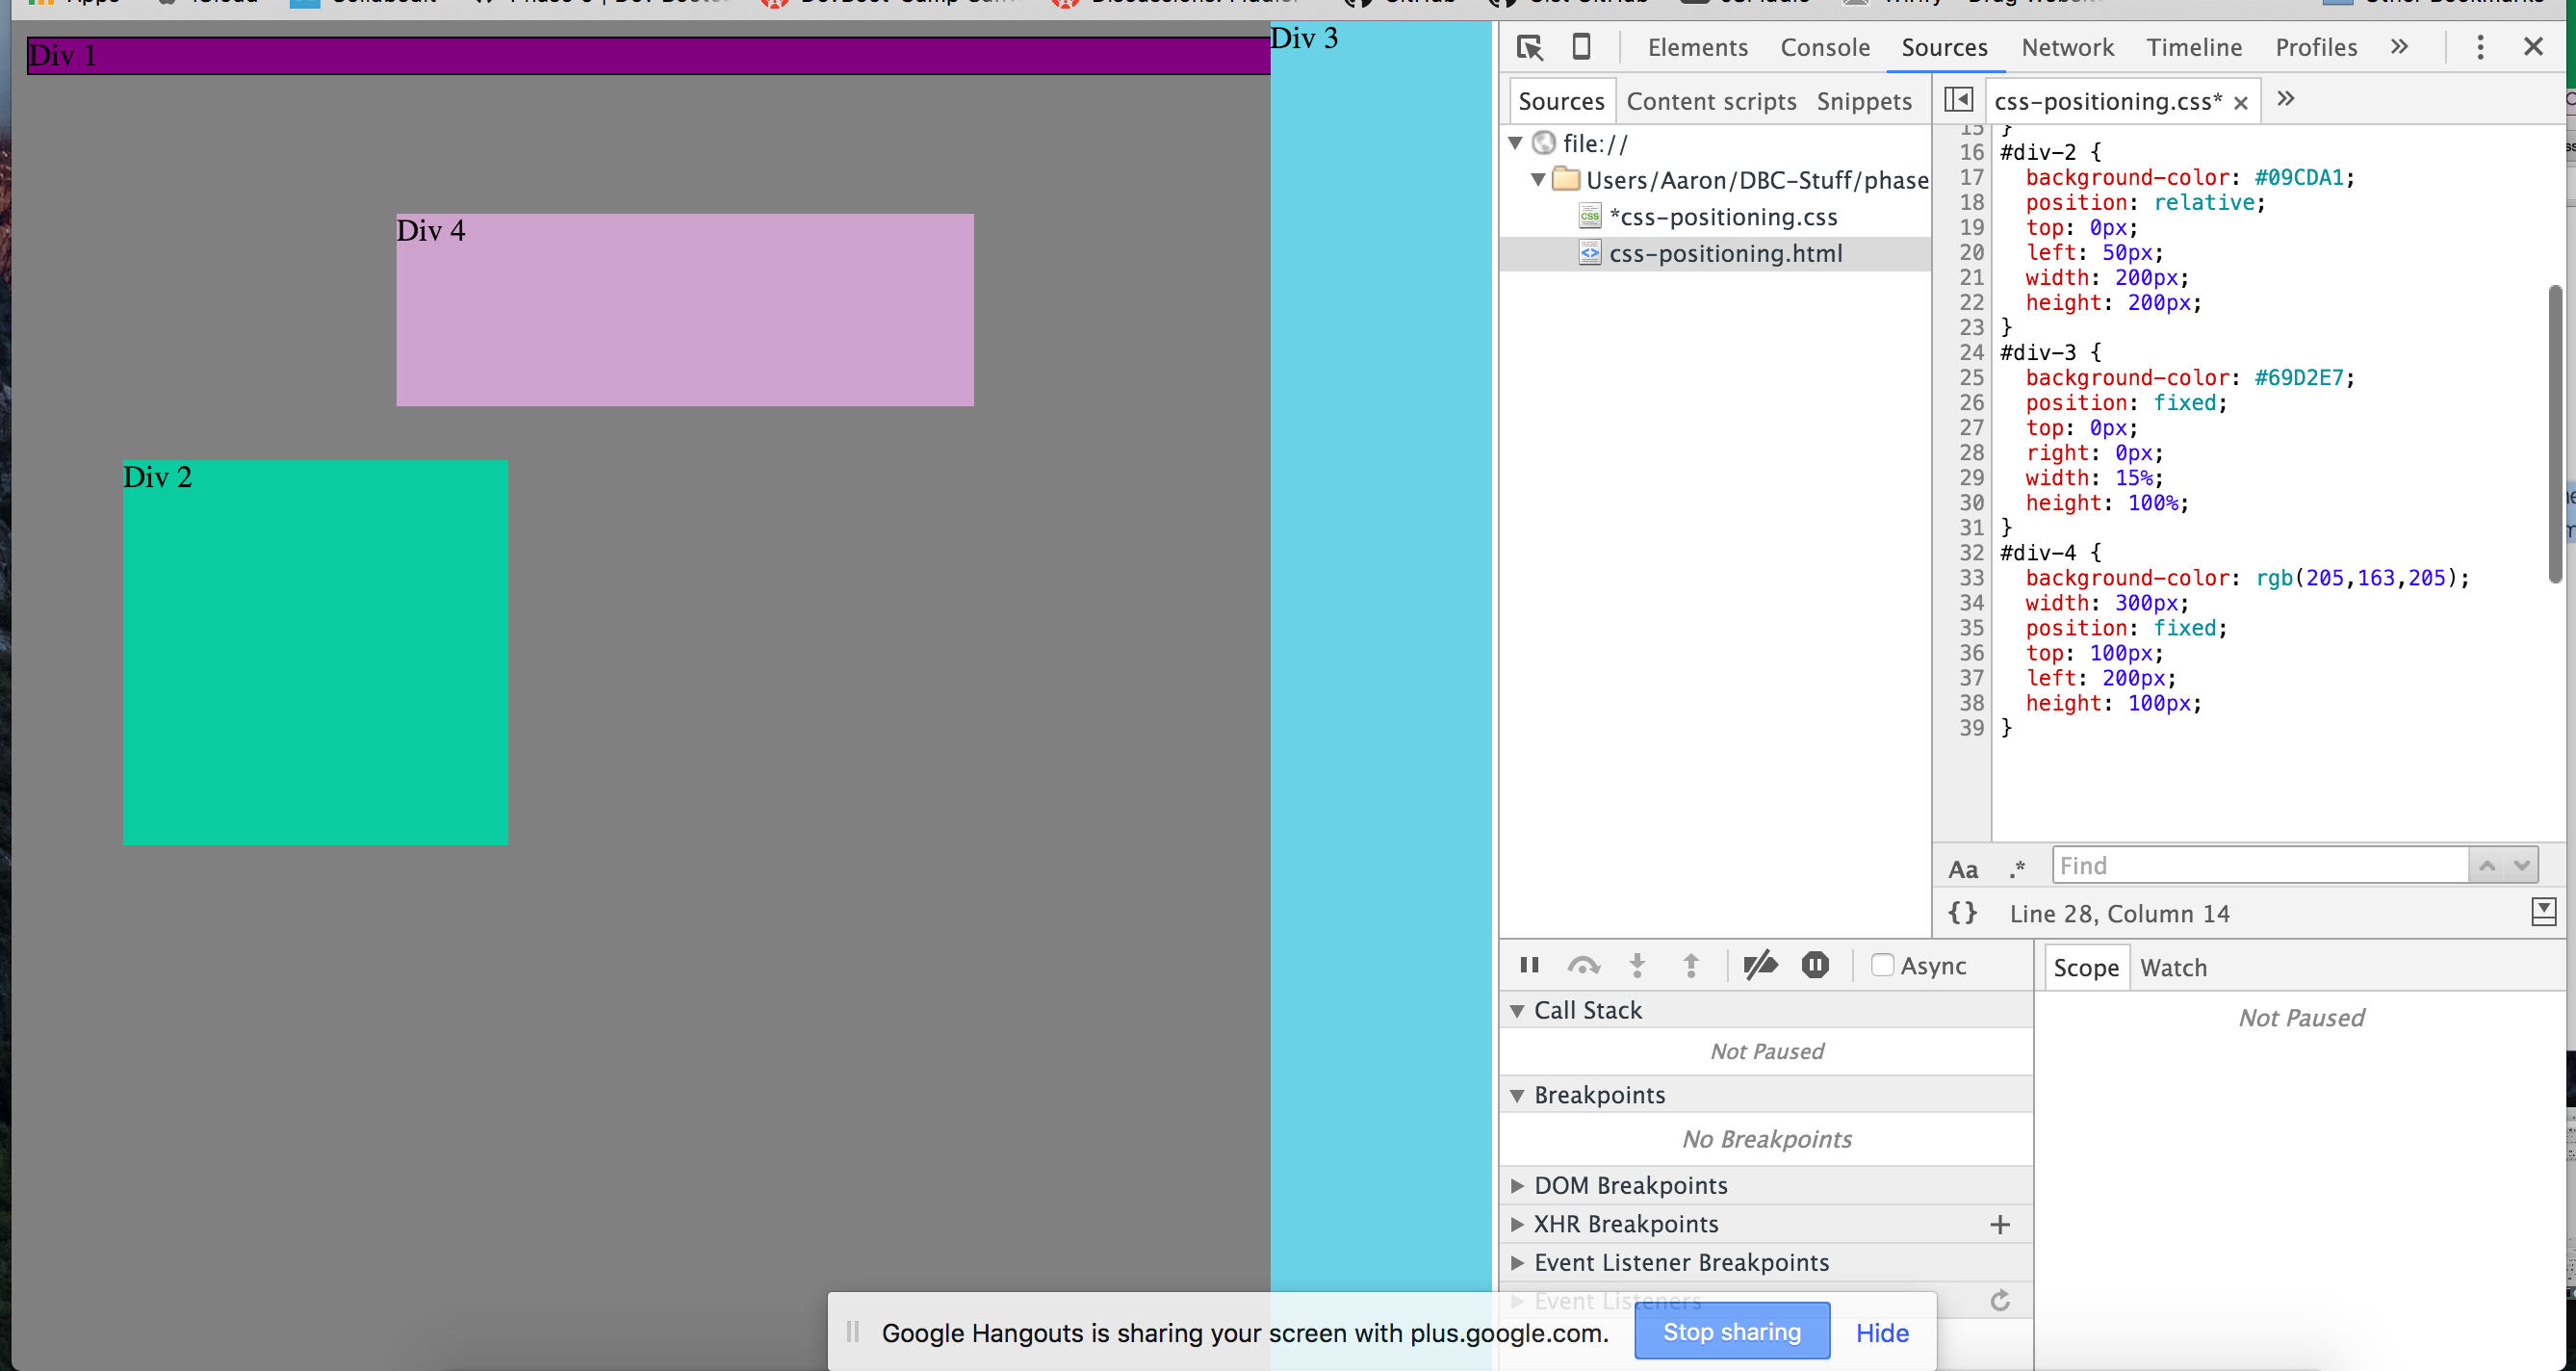 Apps
Div 1
Div 3
Div 4
Div 2
Elements Console Sources Network Timeline Profiles »
Sources Content scripts Snippets
css-positioning.css* × »
file://
Users/Aaron/DBC-Stuff/phase
*css-positioning.css
css-positioning.html
15 }
16 #div-2 {
17 background-color: #09CDA1;
18 position: relative;
19 top: 0px;
20 left: 50px;
21 width: 200px;
22 height: 200px;
23 }
24 #div-3 {
25 background-color: #69D2E7;
26 position: fixed;
27 top: 0px;
28 right: 0px;
29 width: 15%;
30 height: 100%;
31 }
32 #div-4 {
33 background-color: rgb(205,163,205);
34 width: 300px;
35 position: fixed;
36 top: 100px;
37 left: 200px;
38 height: 100px;
39 }
Aa .* Find
{} Line 28, Column 14
Async
Scope Watch
Call Stack
Not Paused
Not Paused
Breakpoints
No Breakpoints
DOM Breakpoints
XHR Breakpoints +
Event Listener Breakpoints
Event Listeners
Google Hangouts is sharing your screen with plus.google.com. Stop sharing Hide